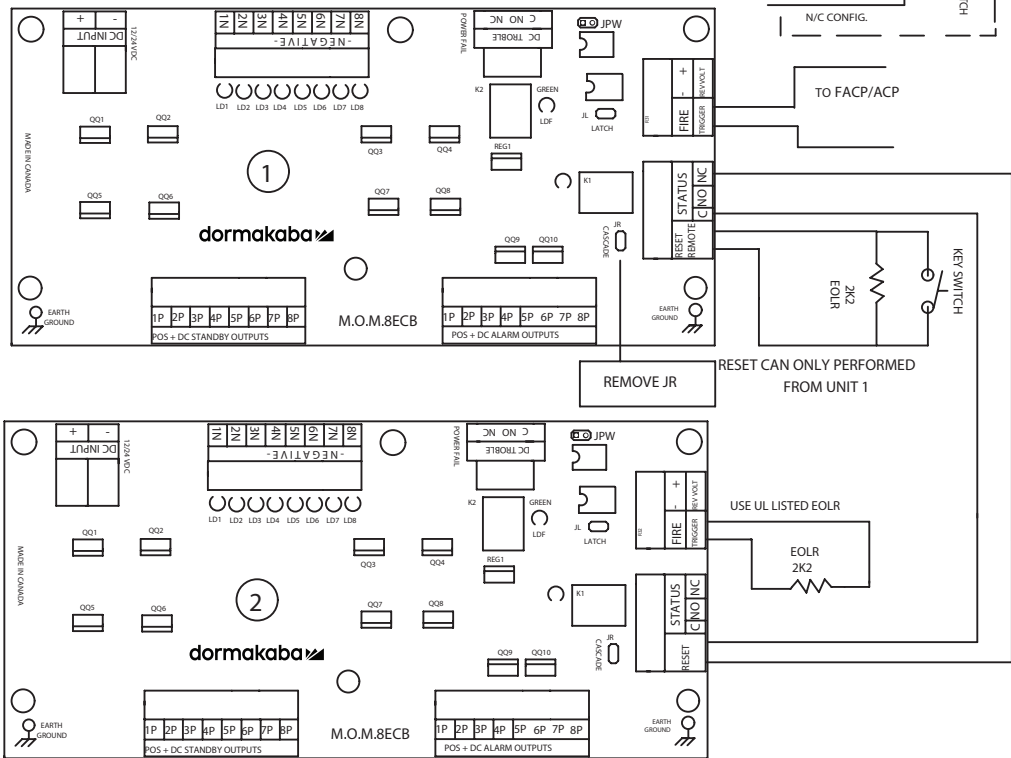 N/C CONFIG.
TCH
+ -
DC INPUT
12/24 VDC
1N 2N 3N 4N 5N 6N 7N 8N
-NEGATIVE-
LD1 LD2 LD3 LD4 LD5 LD6 LD7 LD8
POWER FAIL
C NO NC
DC TROBLE
JPW
K2
GREEN
LDF
JL
LATCH
REG1
+ -
REV VOLT
FIRE
TRIGGER
TO FACP/ACP
QQ1
QQ2
QQ3
QQ4
MADE IN CANADA
1
K1
STATUS
C NO NC
QQ5
QQ6
QQ7
QQ8
dormakaba
JR
CASCADE
RESET
REMOTE
QQ9
QQ10
2K2
EOLR
KEY SWITCH
EARTH
GROUND
1P 2P 3P 4P 5P 6P 7P 8P
POS + DC STANDBY OUTPUTS
M.O.M.8ECB
1P 2P 3P 4P 5P 6P 7P 8P
POS + DC ALARM OUTPUTS
EARTH
GROUND
REMOVE JR
RESET CAN ONLY PERFORMED
FROM UNIT 1
+ -
DC INPUT
12/24 VDC
1N 2N 3N 4N 5N 6N 7N 8N
-NEGATIVE-
LD1 LD2 LD3 LD4 LD5 LD6 LD7 LD8
POWER FAIL
C NO NC
DC TROBLE
JPW
K2
GREEN
LDF
JL
LATCH
REG1
+ -
REV VOLT
FIRE
TRIGGER
USE UL LISTED EOLR
EOLR
2K2
QQ1
QQ2
QQ3
QQ4
MADE IN CANADA
2
K1
STATUS
C NO NC
QQ5
QQ6
QQ7
QQ8
dormakaba
JR
CASCADE
RESET
QQ9
QQ10
EARTH
GROUND
1P 2P 3P 4P 5P 6P 7P 8P
POS + DC STANDBY OUTPUTS
M.O.M.8ECB
1P 2P 3P 4P 5P 6P 7P 8P
POS + DC ALARM OUTPUTS
EARTH
GROUND